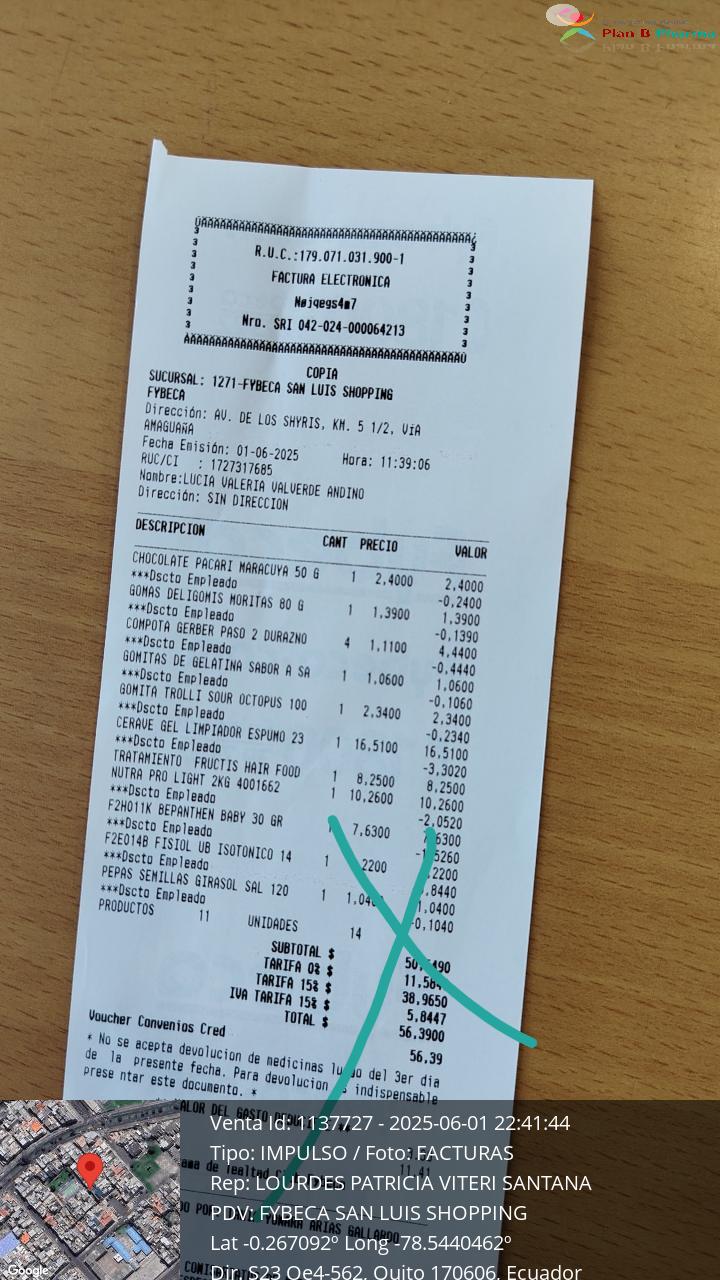 Plan B Pharma
R.U.C.:179.071.031.900-1
FACTURA ELECTRONICA
Nøjqegs4m7
Nro. SRI 042-024-000064213
COPIA
SUCURSAL: 1271-FYBECA SAN LUIS SHOPPING
FYBECA
Dirección: AV. DE LOS SHYRIS, KM. 5 1/2, VíA
AMAGUAÑA
Fecha Emisión: 01-06-2025 Hora: 11:39:06
RUC/CI : 1727317685
Nombre:LUCIA VALERIA VALVERDE ANDINO
Dirección: SIN DIRECCION
DESCRIPCION CANT PRECIO VALOR
CHOCOLATE PACARI MARACUYA 50 G 1 2,4000 2,4000
***Dscto Empleado -0,2400
GOMAS DELIGOMIS MORITAS 80 G 1 1,3900 1,3900
***Dscto Empleado -0,1390
COMPOTA GERBER PASO 2 DURAZNO 4 1,1100 4,4400
***Dscto Empleado -0,4440
GOMITAS DE GELATINA SABOR A SA 1 1,0600 1,0600
***Dscto Empleado -0,1060
GOMITA TROLLI SOUR OCTOPUS 100 1 2,3400 2,3400
***Dscto Empleado -0,2340
CERAVE GEL LIMPIADOR ESPUMO 23 1 16,5100 16,5100
***Dscto Empleado -3,3020
TRATAMIENTO FRUCTIS HAIR FOOD 1 8,2500 8,2500
NUTRA PRO LIGHT 2KG 4001662 1 10,2600 10,2600
***Dscto Empleado -2,0520
F2H011K BEPANTHEN BABY 30 GR 7,6300
***Dscto Empleado
F2E014B FISIOL UB ISOTONICO 14 1
***Dscto Empleado
PEPAS SEMILLAS GIRASOL SAL 120 1 1,0400
***Dscto Empleado -0,1040
PRODUCTOS 11 UNIDADES 14
SUBTOTAL $
TARIFA 0% $
TARIFA 15% $ 38,9650
IVA TARIFA 15% $ 5.8447
TOTAL $ 56.3900
56.39
Voucher Convenios Cred
* No se acepta devolucion de medicinas del 3er dia
de la presente fecha. Para devolucion indispensable
prese ntar este documento. *
VALOR DEL GASTO
11.41
ARIAS GALLARDO
Venta Id: 1137727 - 2025-06-01 22:41:44
Tipo: IMPULSO / Foto: FACTURAS
Rep: LOURDES PATRICIA VITERI SANTANA
PDV: FYBECA SAN LUIS SHOPPING
Lat -0.267092º Long -78.5440462º
Dir.S23 Oe4-562, Quito 170606, Ecuador
Google